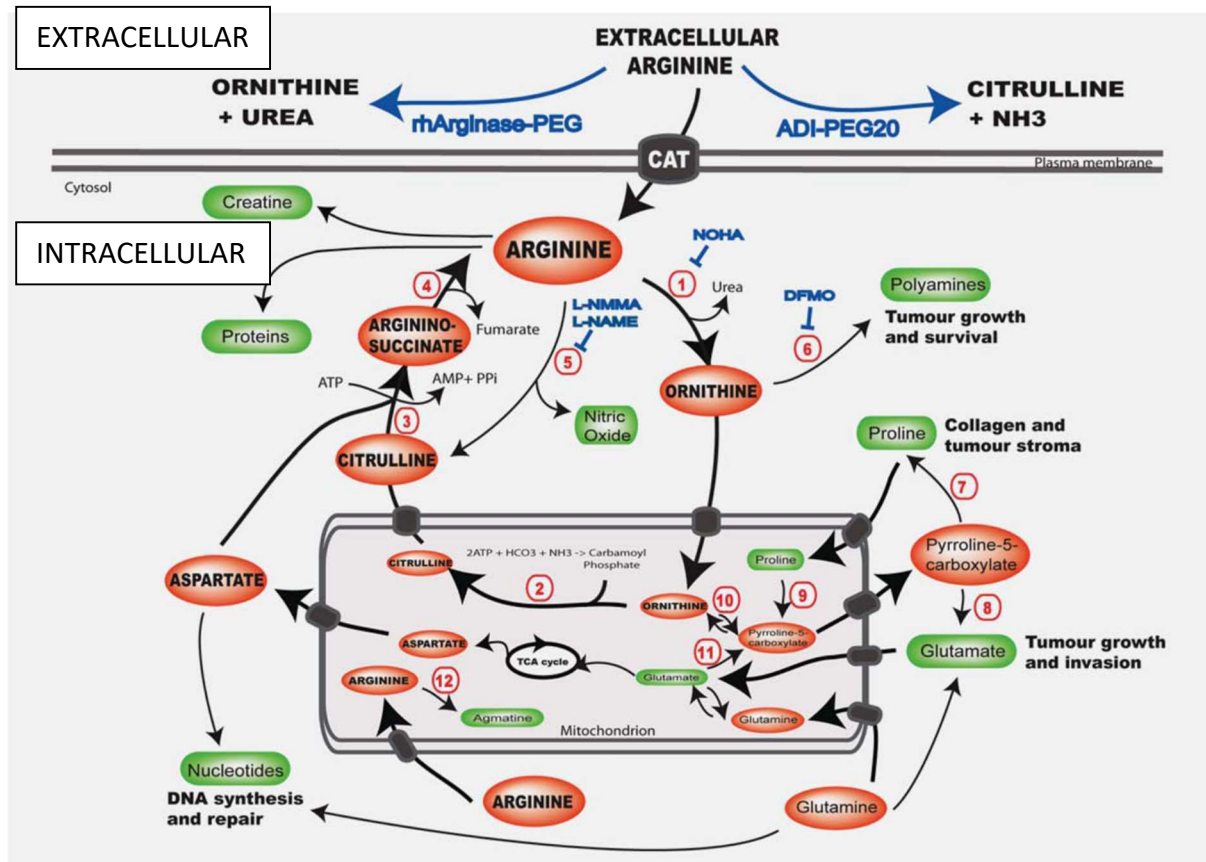 EXTRACELLULAR
EXTRACELLULAR
ARGININE
ORNITHINE
+ UREA
rhArginase-PEG
ADI-PEG20
CITRULLINE
+ NH3
CAT
Plasma membrane
Cytosol
Creatine
INTRACELLULAR
ARGININE
NOHA
1
Urea
DFMO
6
Polyamines
Tumour growth
and survival
4
L-NMMA
L-NAME
5
Proteins
ARGININO-
SUCCINATE
Fumarate
ATP
AMP+ PPi
3
ORNITHINE
Nitric
Oxide
CITRULLINE
Proline
Collagen and
tumour stroma
7
Pyrroline-5-
carboxylate
8
Glutamate
Tumour growth
and invasion
ASPARTATE
CITRULLINE
2ATP + HCO3 + NH3 -> Carbamoyl
Phosphate
2
Proline
9
ORNITHINE
10
Pyrroline-5-
carboxylate
11
ASPARTATE
TCA cycle
Glutamate
ARGININE
12
Agmatine
Glutamine
Mitochondrion
Nucleotides
DNA synthesis
and repair
ARGININE
Glutamine